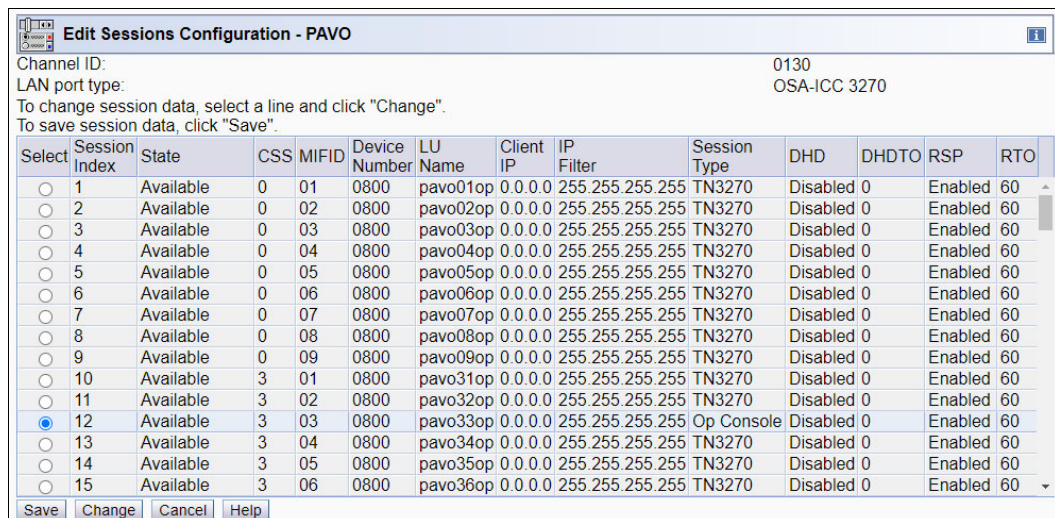 Edit Sessions Configuration - PAVO
i
Channel ID: 0130
LAN port type: OSA-ICC 3270
To change session data, select a line and click "Change".
To save session data, click "Save".
Select Session Index State CSS MIFID Device Number LU Name Client IP IP Filter Session Type DHD DHDTO RSP RTO
1 Available 0 01 0800 pavo01op 0.0.0.0 255.255.255.255 TN3270 Disabled 0 Enabled 60
2 Available 0 02 0800 pavo02op 0.0.0.0 255.255.255.255 TN3270 Disabled 0 Enabled 60
3 Available 0 03 0800 pavo03op 0.0.0.0 255.255.255.255 TN3270 Disabled 0 Enabled 60
4 Available 0 04 0800 pavo04op 0.0.0.0 255.255.255.255 TN3270 Disabled 0 Enabled 60
5 Available 0 05 0800 pavo05op 0.0.0.0 255.255.255.255 TN3270 Disabled 0 Enabled 60
6 Available 0 06 0800 pavo06op 0.0.0.0 255.255.255.255 TN3270 Disabled 0 Enabled 60
7 Available 0 07 0800 pavo07op 0.0.0.0 255.255.255.255 TN3270 Disabled 0 Enabled 60
8 Available 0 08 0800 pavo08op 0.0.0.0 255.255.255.255 TN3270 Disabled 0 Enabled 60
9 Available 0 09 0800 pavo09op 0.0.0.0 255.255.255.255 TN3270 Disabled 0 Enabled 60
10 Available 3 01 0800 pavo31op 0.0.0.0 255.255.255.255 TN3270 Disabled 0 Enabled 60
11 Available 3 02 0800 pavo32op 0.0.0.0 255.255.255.255 TN3270 Disabled 0 Enabled 60
12 Available 3 03 0800 pavo33op 0.0.0.0 255.255.255.255 Op Console Disabled 0 Enabled 60
13 Available 3 04 0800 pavo34op 0.0.0.0 255.255.255.255 TN3270 Disabled 0 Enabled 60
14 Available 3 05 0800 pavo35op 0.0.0.0 255.255.255.255 TN3270 Disabled 0 Enabled 60
15 Available 3 06 0800 pavo36op 0.0.0.0 255.255.255.255 TN3270 Disabled 0 Enabled 60
Save Change Cancel Help